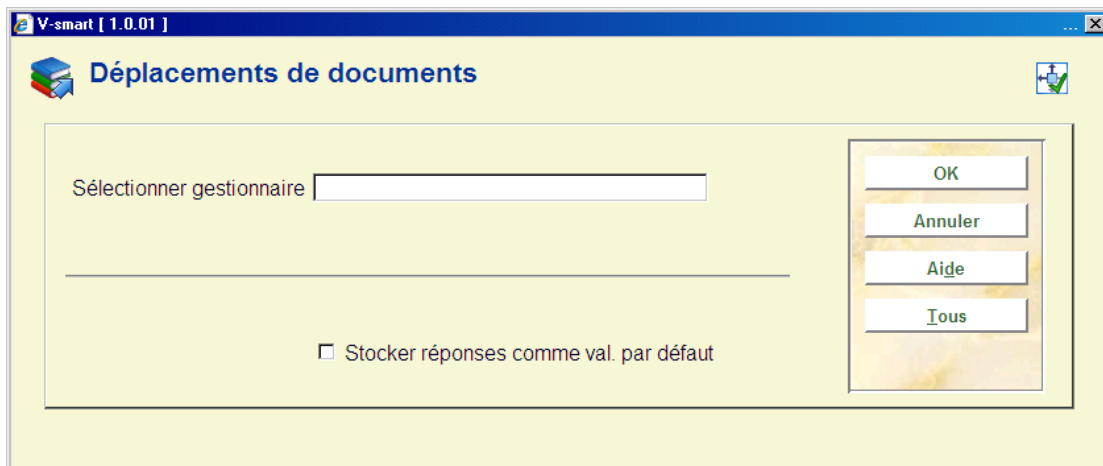 V-smart [ 1.0.01 ]
...
Déplacements de documents
Sélectionner gestionnaire
OK
Annuler
Aide
Tous
Stocker réponses comme val. par défaut